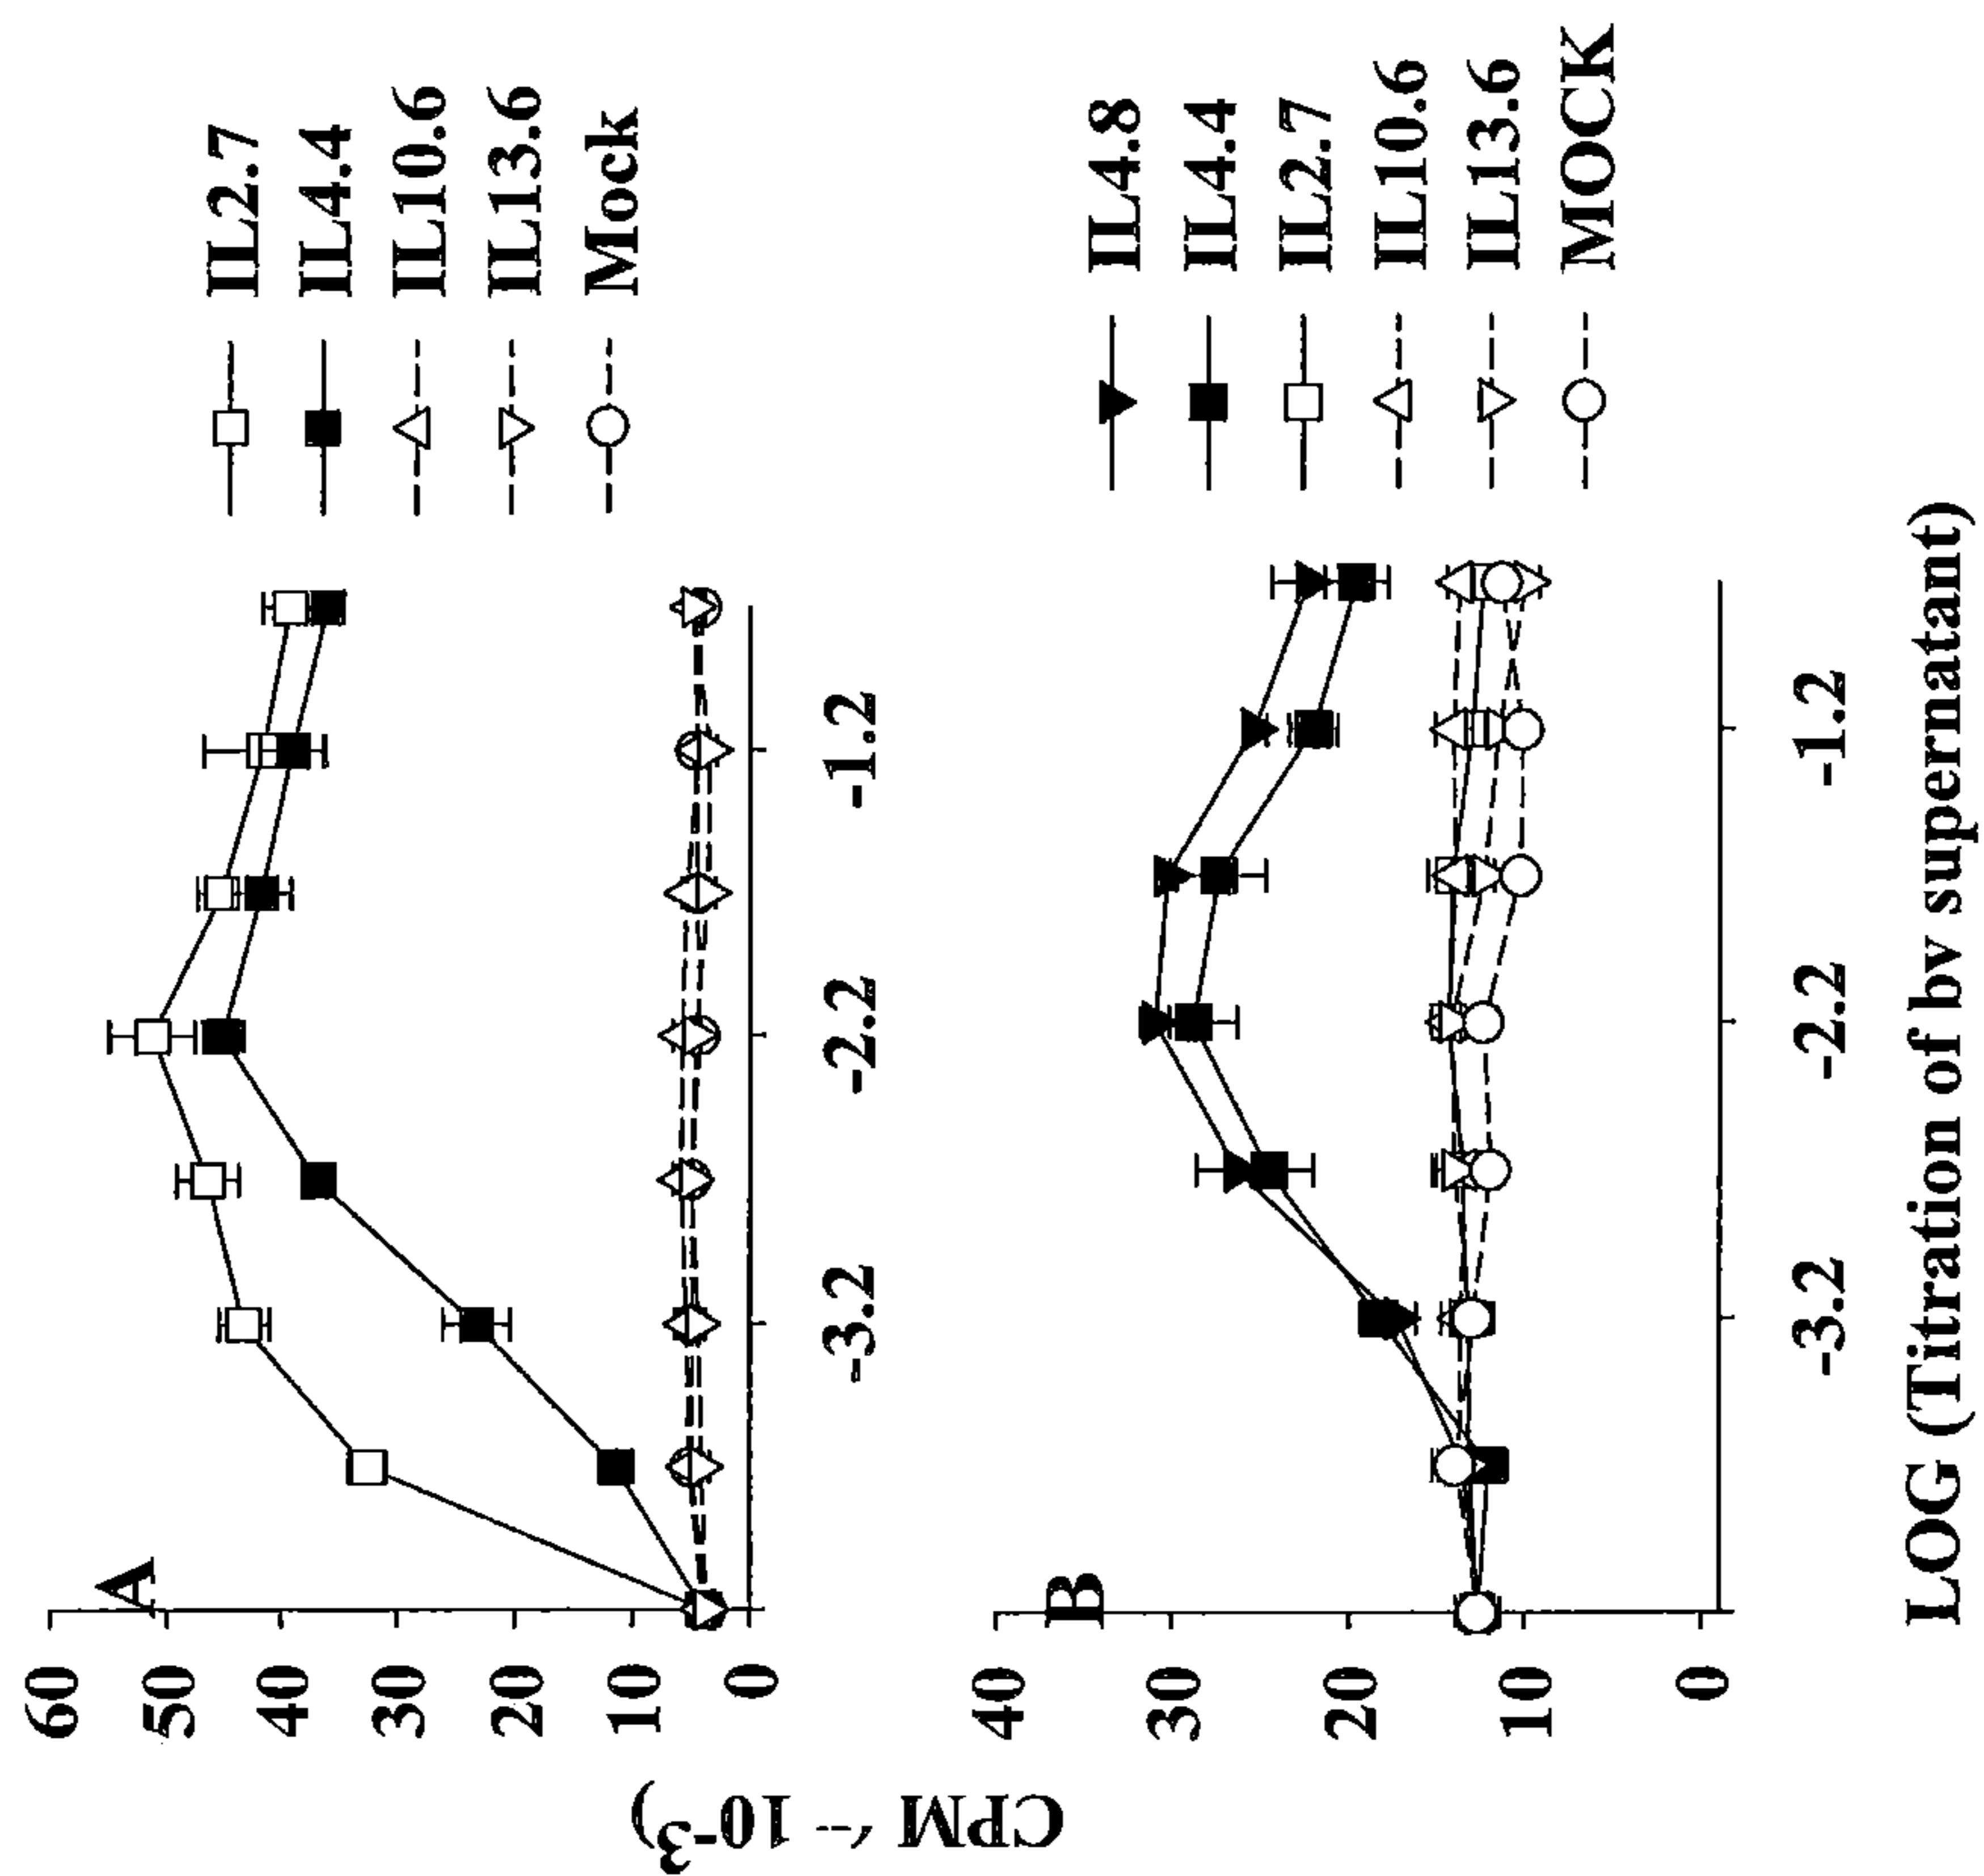 CPM ´-- 10-3)
A
60
50
40
30
20
10
0
-3.2
-2.2
-1.2
IL2.7
IL4.4
IL10.6
IL13.6
Mock
B
40
30
20
10
0
-3.2
-2.2
-1.2
IL4.8
IL4.4
IL2.7
IL10.6
IL13.6
MOCK
LOG (Titration of bv supernatant)